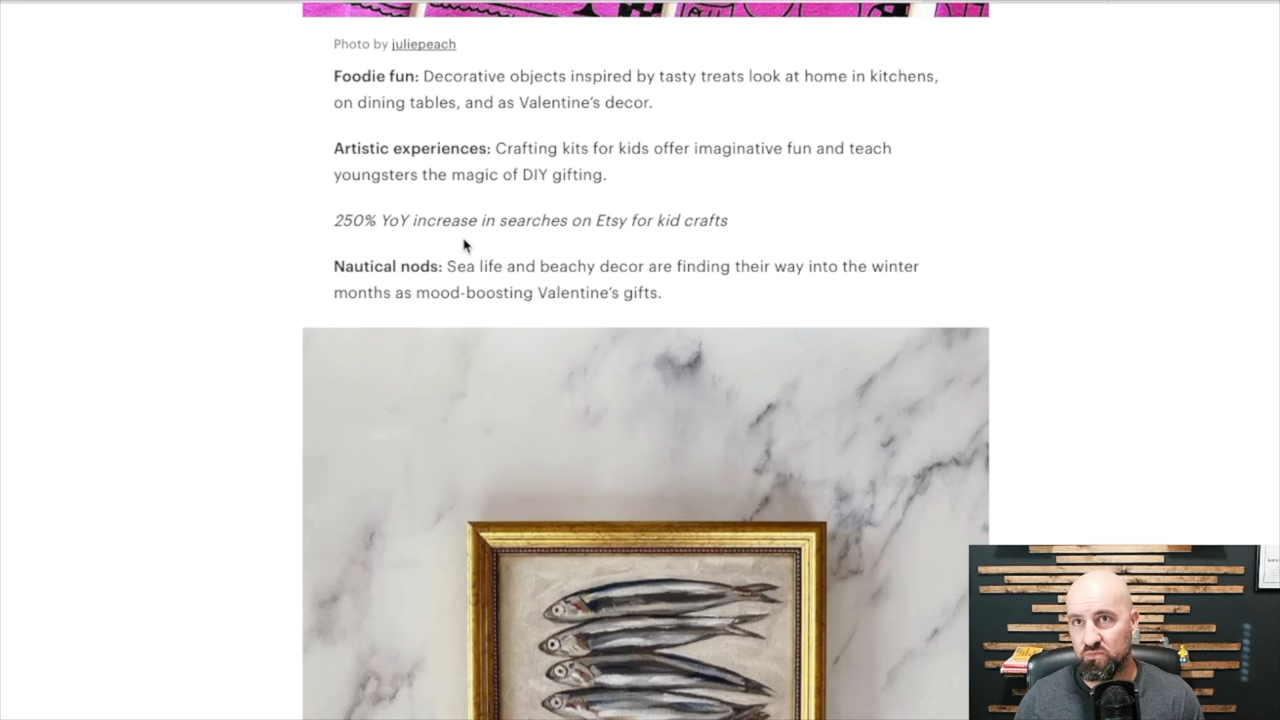 Photo by juliepeach
Foodie fun: Decorative objects inspired by tasty treats look at home in kitchens,
on dining tables, and as Valentine’s decor.
Artistic experiences: Crafting kits for kids offer imaginative fun and teach
youngsters the magic of DIY gifting.
250% YoY increase in searches on Etsy for kid crafts
Nautical nods: Sea life and beachy decor are finding their way into the winter
months as mood-boosting Valentine’s gifts.